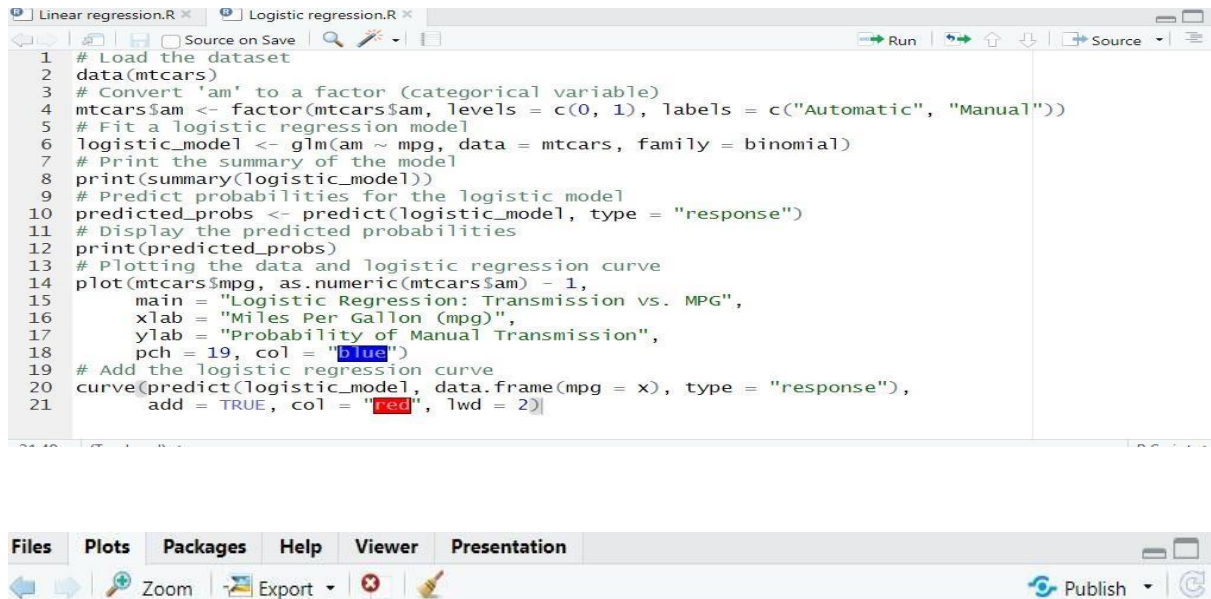 Linear regression.R × Logistic regression.R ×
Source on Save Run Source
1 # Load the dataset
2 data(mtcars)
3 # Convert 'am' to a factor (categorical variable)
4 mtcars$am <- factor(mtcars$am, levels = c(0, 1), labels = c("Automatic", "Manual"))
5 # Fit a logistic regression model
6 logistic_model <- glm(am ~ mpg, data = mtcars, family = binomial)
7 # Print the summary of the model
8 print(summary(logistic_model))
9 # Predict probabilities for the logistic model
10 predicted_probs <- predict(logistic_model, type = "response")
11 # Display the predicted probabilities
12 print(predicted_probs)
13 # Plotting the data and logistic regression curve
14 plot(mtcars$mpg, as.numeric(mtcars$am) - 1,
15 main = "Logistic Regression: Transmission vs. MPG",
16 xlab = "Miles Per Gallon (mpg)",
17 ylab = "Probability of Manual Transmission",
18 pch = 19, col = "blue")
19 # Add the logistic regression curve
20 curve(predict(logistic_model, data.frame(mpg = x), type = "response"),
21 add = TRUE, col = "red", lwd = 2)
Files Plots Packages Help Viewer Presentation
Zoom Export Publish